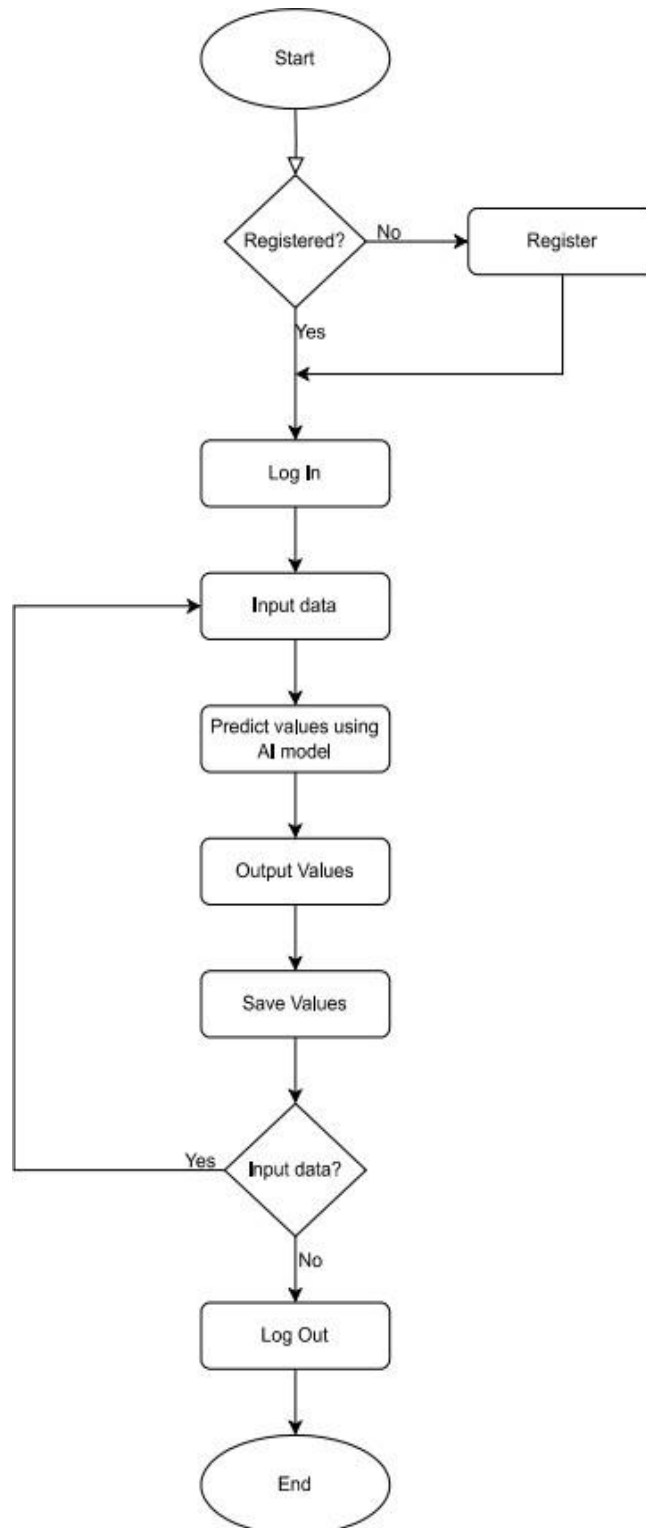 Start
Registered?
No
Register
Yes
Log In
Input data
Predict values using
AI model
Output Values
Save Values
Yes
Input data?
No
Log Out
End